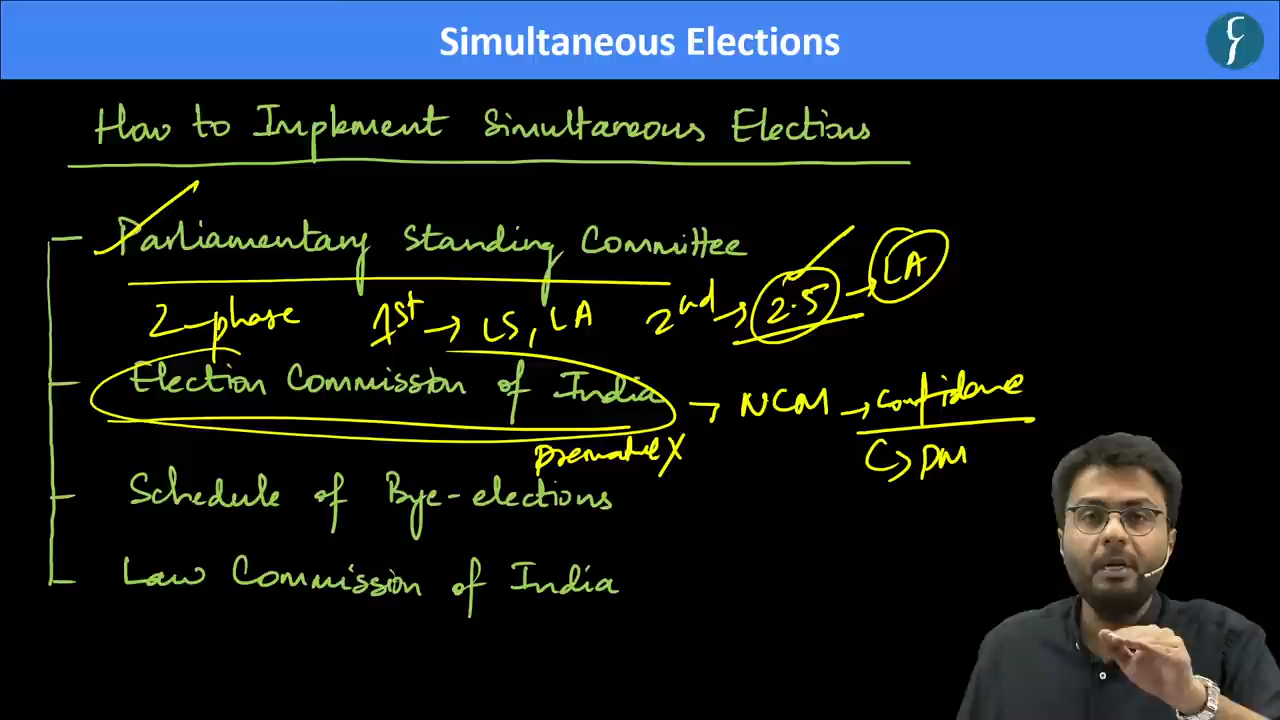 Simultaneous Elections
How to Implement Simultaneous Elections
Parliamentary Standing Committee
2-phase 1st → LS, LA 2nd → 2.5 → LA
Election Commission of India → NCM → Confidence
premature X ↳ PM
Schedule of Bye-elections
Law Commission of India